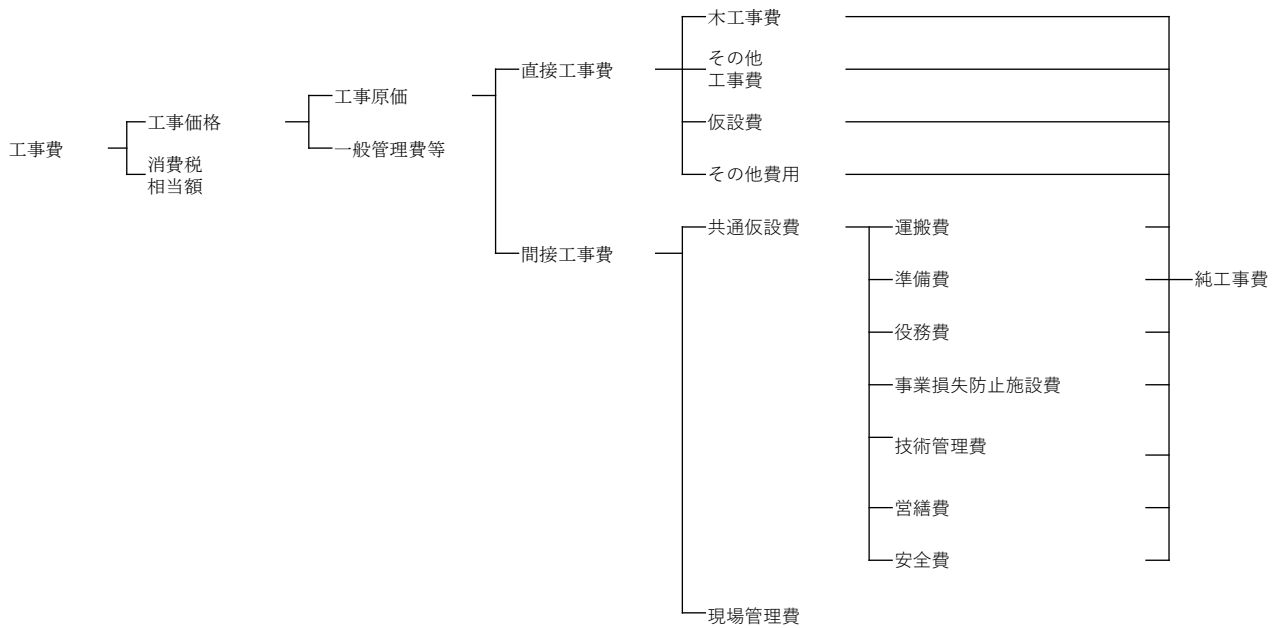 木工事費
その他
工事費
直接工事費
工事原価
工事価格
仮設費
工事費
一般管理費等
消費税
相当額
その他費用
共通仮設費
運搬費
間接工事費
準備費
純工事費
役務費
事業損失防止施設費
技術管理費
営繕費
安全費
現場管理費